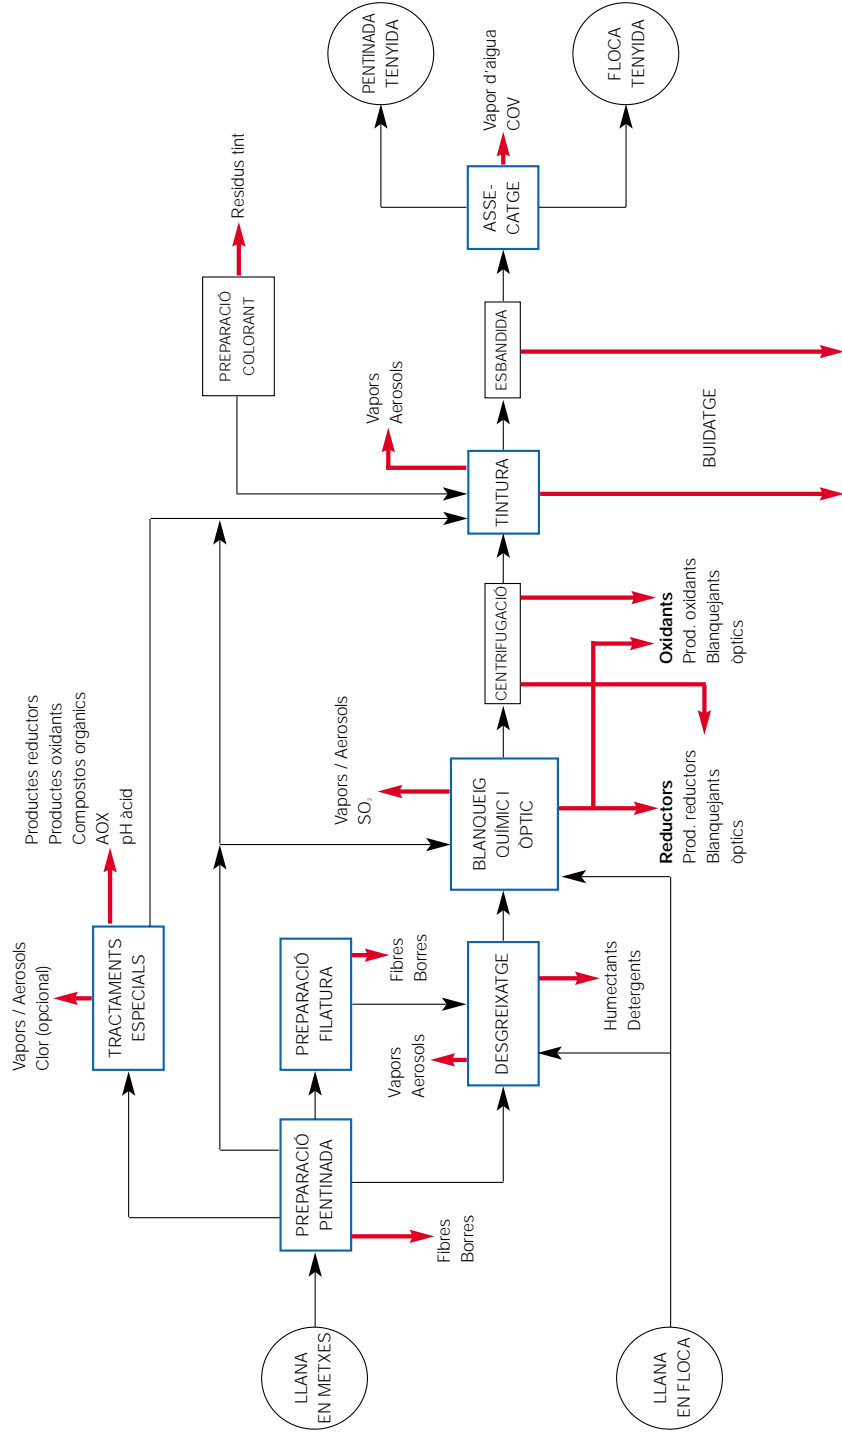 LLANA
EN METXES
LLANA
EN FLOCA
PREPARACIÓ
PENTINADA
Fibres
Borres
TRACTAMENTS
ESPECIALS
Vapors / Aerosols
Clor (opcional)
Productes reductors
Productes oxidants
Compostos orgànics
AOX
pH àcid
PREPARACIÓ
FILATURA
Fibres
Borres
DESGREIXATGE
Vapors
Aerosols
Humectants
Detergents
BLANQUEIG
QUÍMIC I
ÒPTIC
Vapors / Aerosols
SO₂
Reductors
Prod. reductors
Blanquejants
òptics
CENTRIFUGACIÓ
Oxidants
Prod. oxidants
Blanquejants
òptics
TINTURA
Vapors
Aerosols
PREPARACIÓ
COLORANT
Residus tint
ESBANDIDA
BUIDATGE
ASSE-
CATGE
Vapor d'aigua
COV
PENTINADA
TENYIDA
FLOCA
TENYIDA